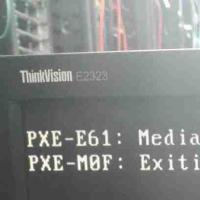 ThinkVision E2323
PXE-E61: Media
PXE-M0F: Exiti